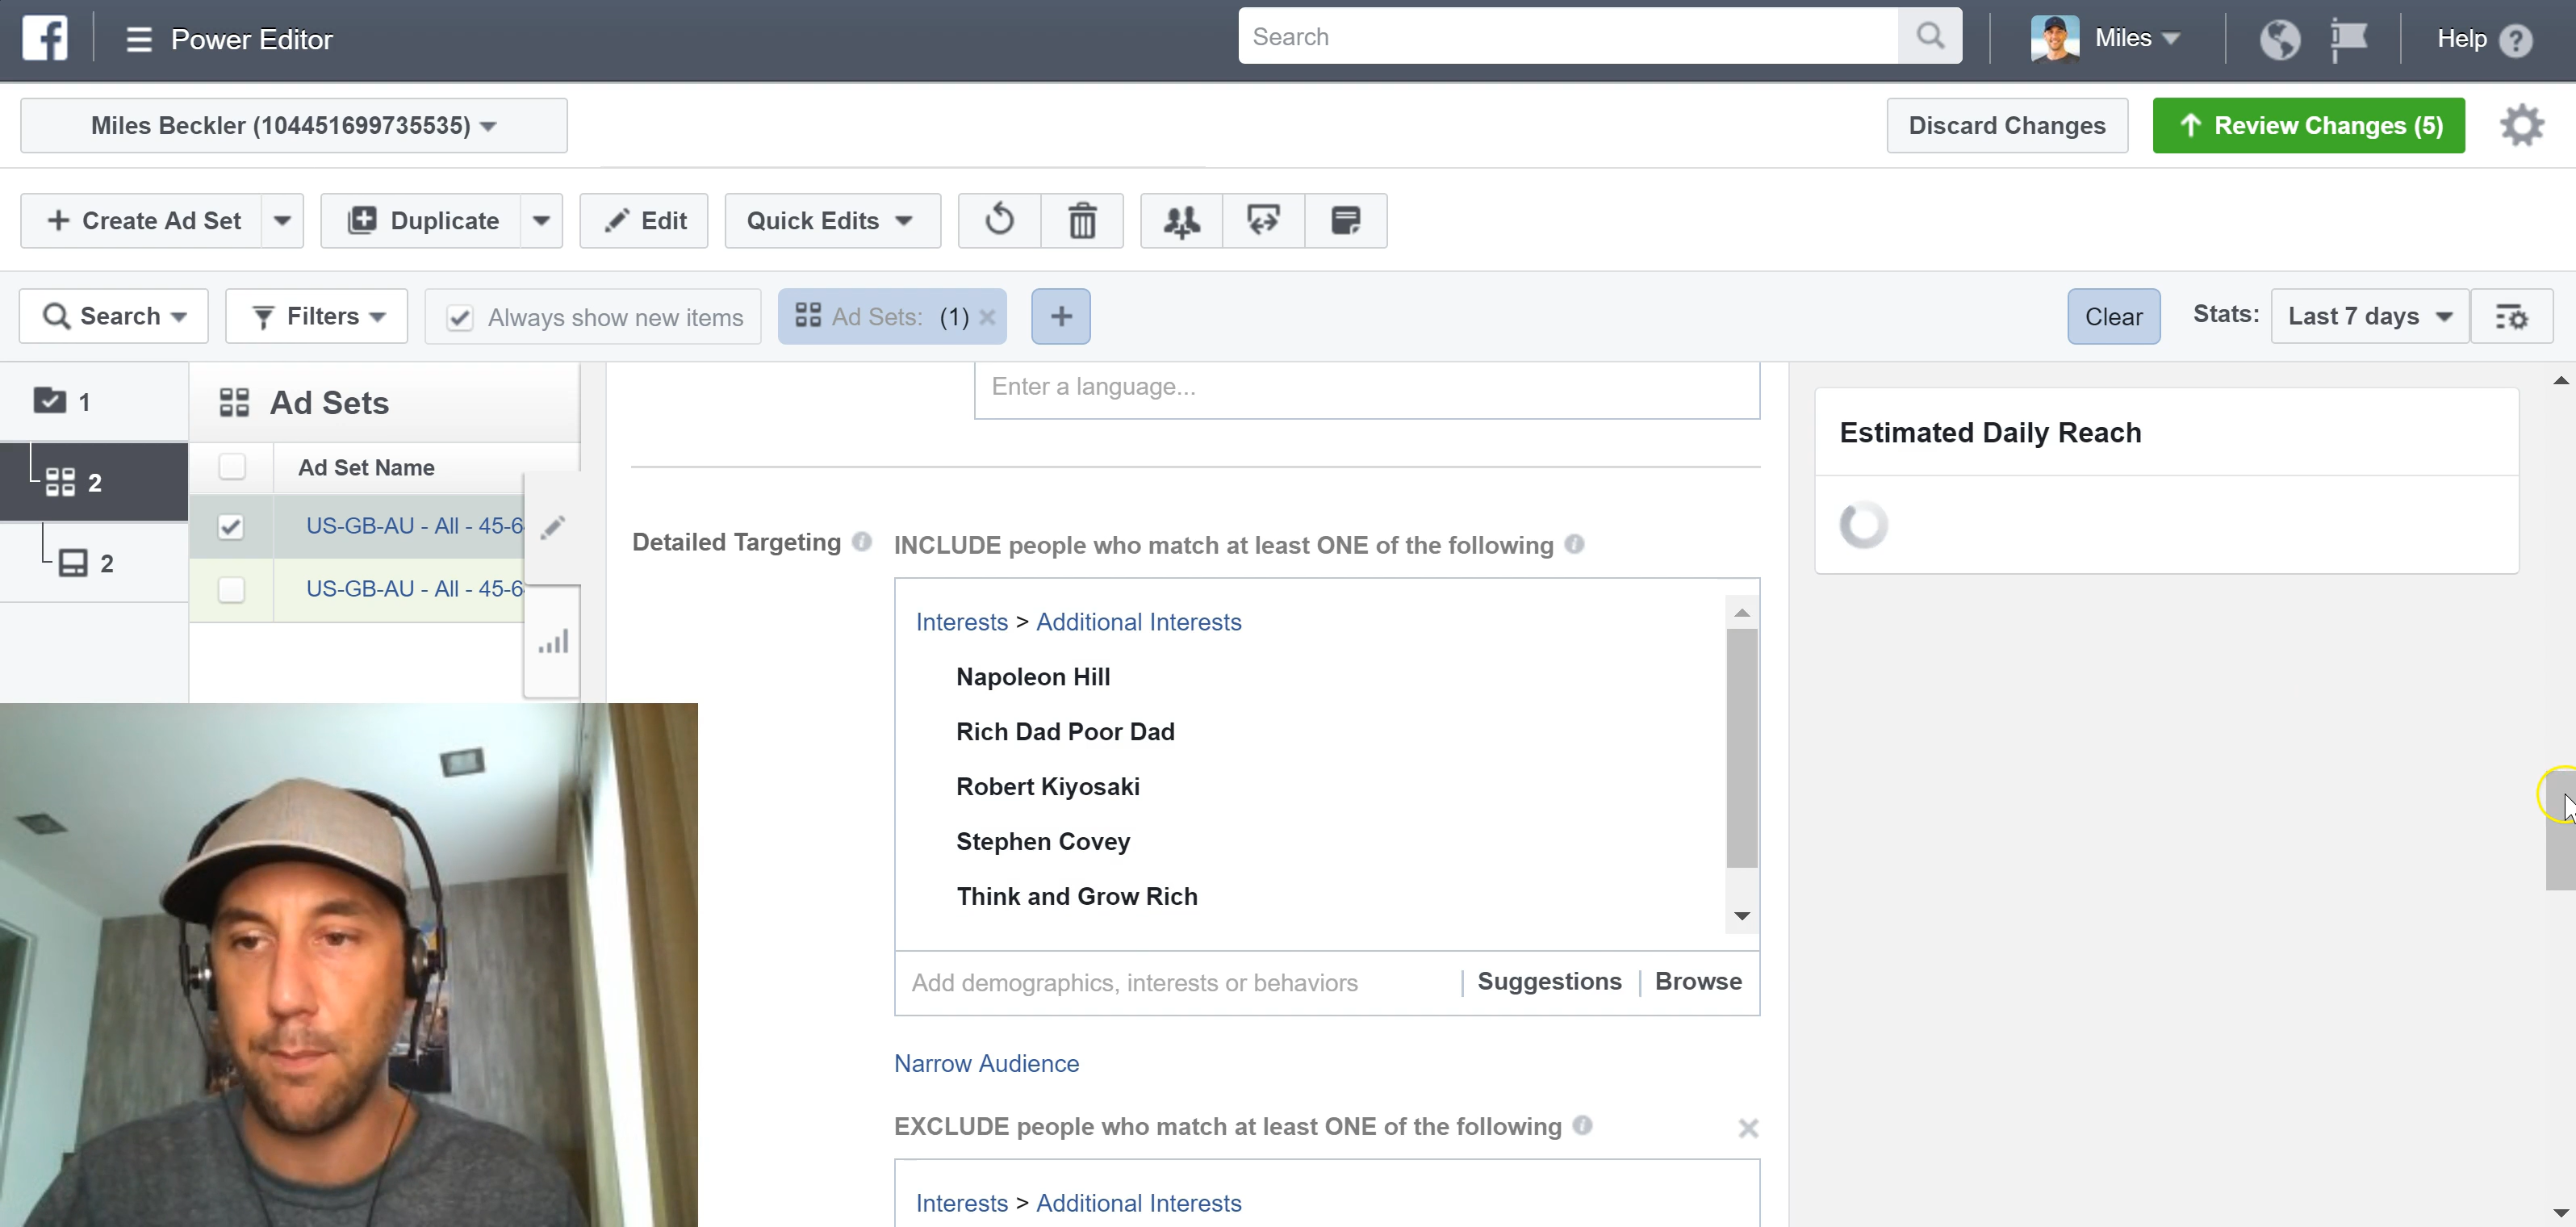 Power Editor
Search
Miles
Help
Miles Beckler (104451699735535)
Discard Changes
Review Changes (5)
Create Ad Set
Duplicate
Edit
Quick Edits
Search
Filters
Always show new items
Ad Sets: (1)
+
Clear
Stats:
Last 7 days
1
2
2
Ad Sets
Ad Set Name
US-GB-AU - All - 45-6
US-GB-AU - All - 45-6
Enter a language...
Detailed Targeting
INCLUDE people who match at least ONE of the following
Interests > Additional Interests
Napoleon Hill
Rich Dad Poor Dad
Robert Kiyosaki
Stephen Covey
Think and Grow Rich
Add demographics, interests or behaviors
Suggestions
Browse
Narrow Audience
EXCLUDE people who match at least ONE of the following
Interests > Additional Interests
Estimated Daily Reach